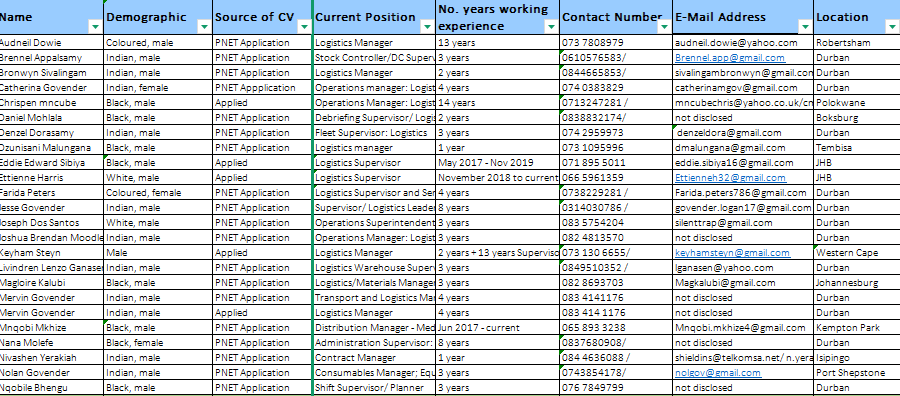 Name Demographic Source of CV Current Position No. years working experience Contact Number E-Mail Address Location
Audneil Dowie Coloured, male PNET Application Logistics Manager 13 years 073 7808979 audneil.dowie@yahoo.com Robertsham
Brennel Appalsamy Indian, male PNET Application Stock Controller/DC Superv 3 years 0610576583/ Brennel.app@gmail.com Durban
Bronwyn Sivalingam Indian, male PNET Application Logistics Manager 2 years 0844665853/ sivalingambronwyn@gmail.com Durban
Catherina Govender Indian, female PNET Appplication Operations manager: Logist 4 years 074 0383829 catherinamgov@gmail.com Durban
Chrispen mncube Black, male Applied Operations Manager: Logist 14 years 0713247281 / mncubechris@yahoo.co.uk/cn Polokwane
Daniel Mohlala Black, male PNET Application Debriefing Supervisor/ Logis 2 years 0838832174/ not disclosed Boksburg
Denzel Dorasamy Indian, male PNET Application Fleet Supervisor: Logistics 3 years 074 2959973 denzeldora@gmail.com Durban
Dzunisani Malungana Black, male PNET Application Logistics manager 1 year 073 1095996 dmalungana@gmail.com Tembisa
Eddie Edward Sibiya Black, male Applied Logistics Supervisor May 2017 - Nov 2019 071 895 5011 eddie.sibiya16@gmail.com JHB
Ettienne Harris White, male Applied Logistics Supervisor November 2018 to current 066 5961359 Ettienneh32@gmail.com JHB
Farida Peters Coloured, female PNET Application Logistics Supervisor and Ser 4 years 0738229281 / Farida.peters786@gmail.com Durban
Jesse Govender Indian, male PNET Application Supervisor/ Logistics Leader 8 years 0314030786 / govender.logan17@gmail.com Durban
Joseph Dos Santos White, male PNET Application Operations Superintendent 3 years 083 5754204 silenttrap@gmail.com Durban
Joshua Brendan Moodle Indian, male PNET Application Operations Manager: Logist 3 years 082 4813570 not disclosed Durban
Keyham Steyn Male Applied Logistics Manager 2 years + 13 years Superviso 073 130 6655/ keyhamsteyn@gmail.com Western Cape
Livindren Lenzo Ganaser Indian, male PNET Application Logistics Warehouse Superv 3 years 0849510352 / lganasen@yahoo.com Durban
Magloire Kalubi Black, male PNET Application Logistics/Materials Manage 3 years 082 8693703 Magkalubi@gmail.com Johannesburg
Mervin Govender Indian, male PNET Application Transport and Logistics Mar 4 years 083 4141176 not disclosed Durban
Mervin Govender Indian, male Applied Logistics Manager 4 years 083 414 1176 not disclosed Durban
Mnqobi Mkhize Black, male PNET Application Distribution Manager - Med Jun 2017 - current 065 893 3238 Mnqobi.mkhize4@gmail.com Kempton Park
Nana Molefe Black, female PNET Application Administration Supervisor: 8 years 0837680908/ not disclosed Durban
Nivashen Yerakiah Indian, male PNET Application Contract Manager 1 year 084 4636088 / shieldins@telkomsa.net/ n.yera Isipingo
Nolan Govender Indian, male PNET Application Consumables Manager; Equ 3 years 0743854178/ nolgov@gmail.com Port Shepstone
Nqobile Bhengu Black, male PNET Application Shift Supervisor/ Planner 3 years 076 7849799 not disclosed Durban